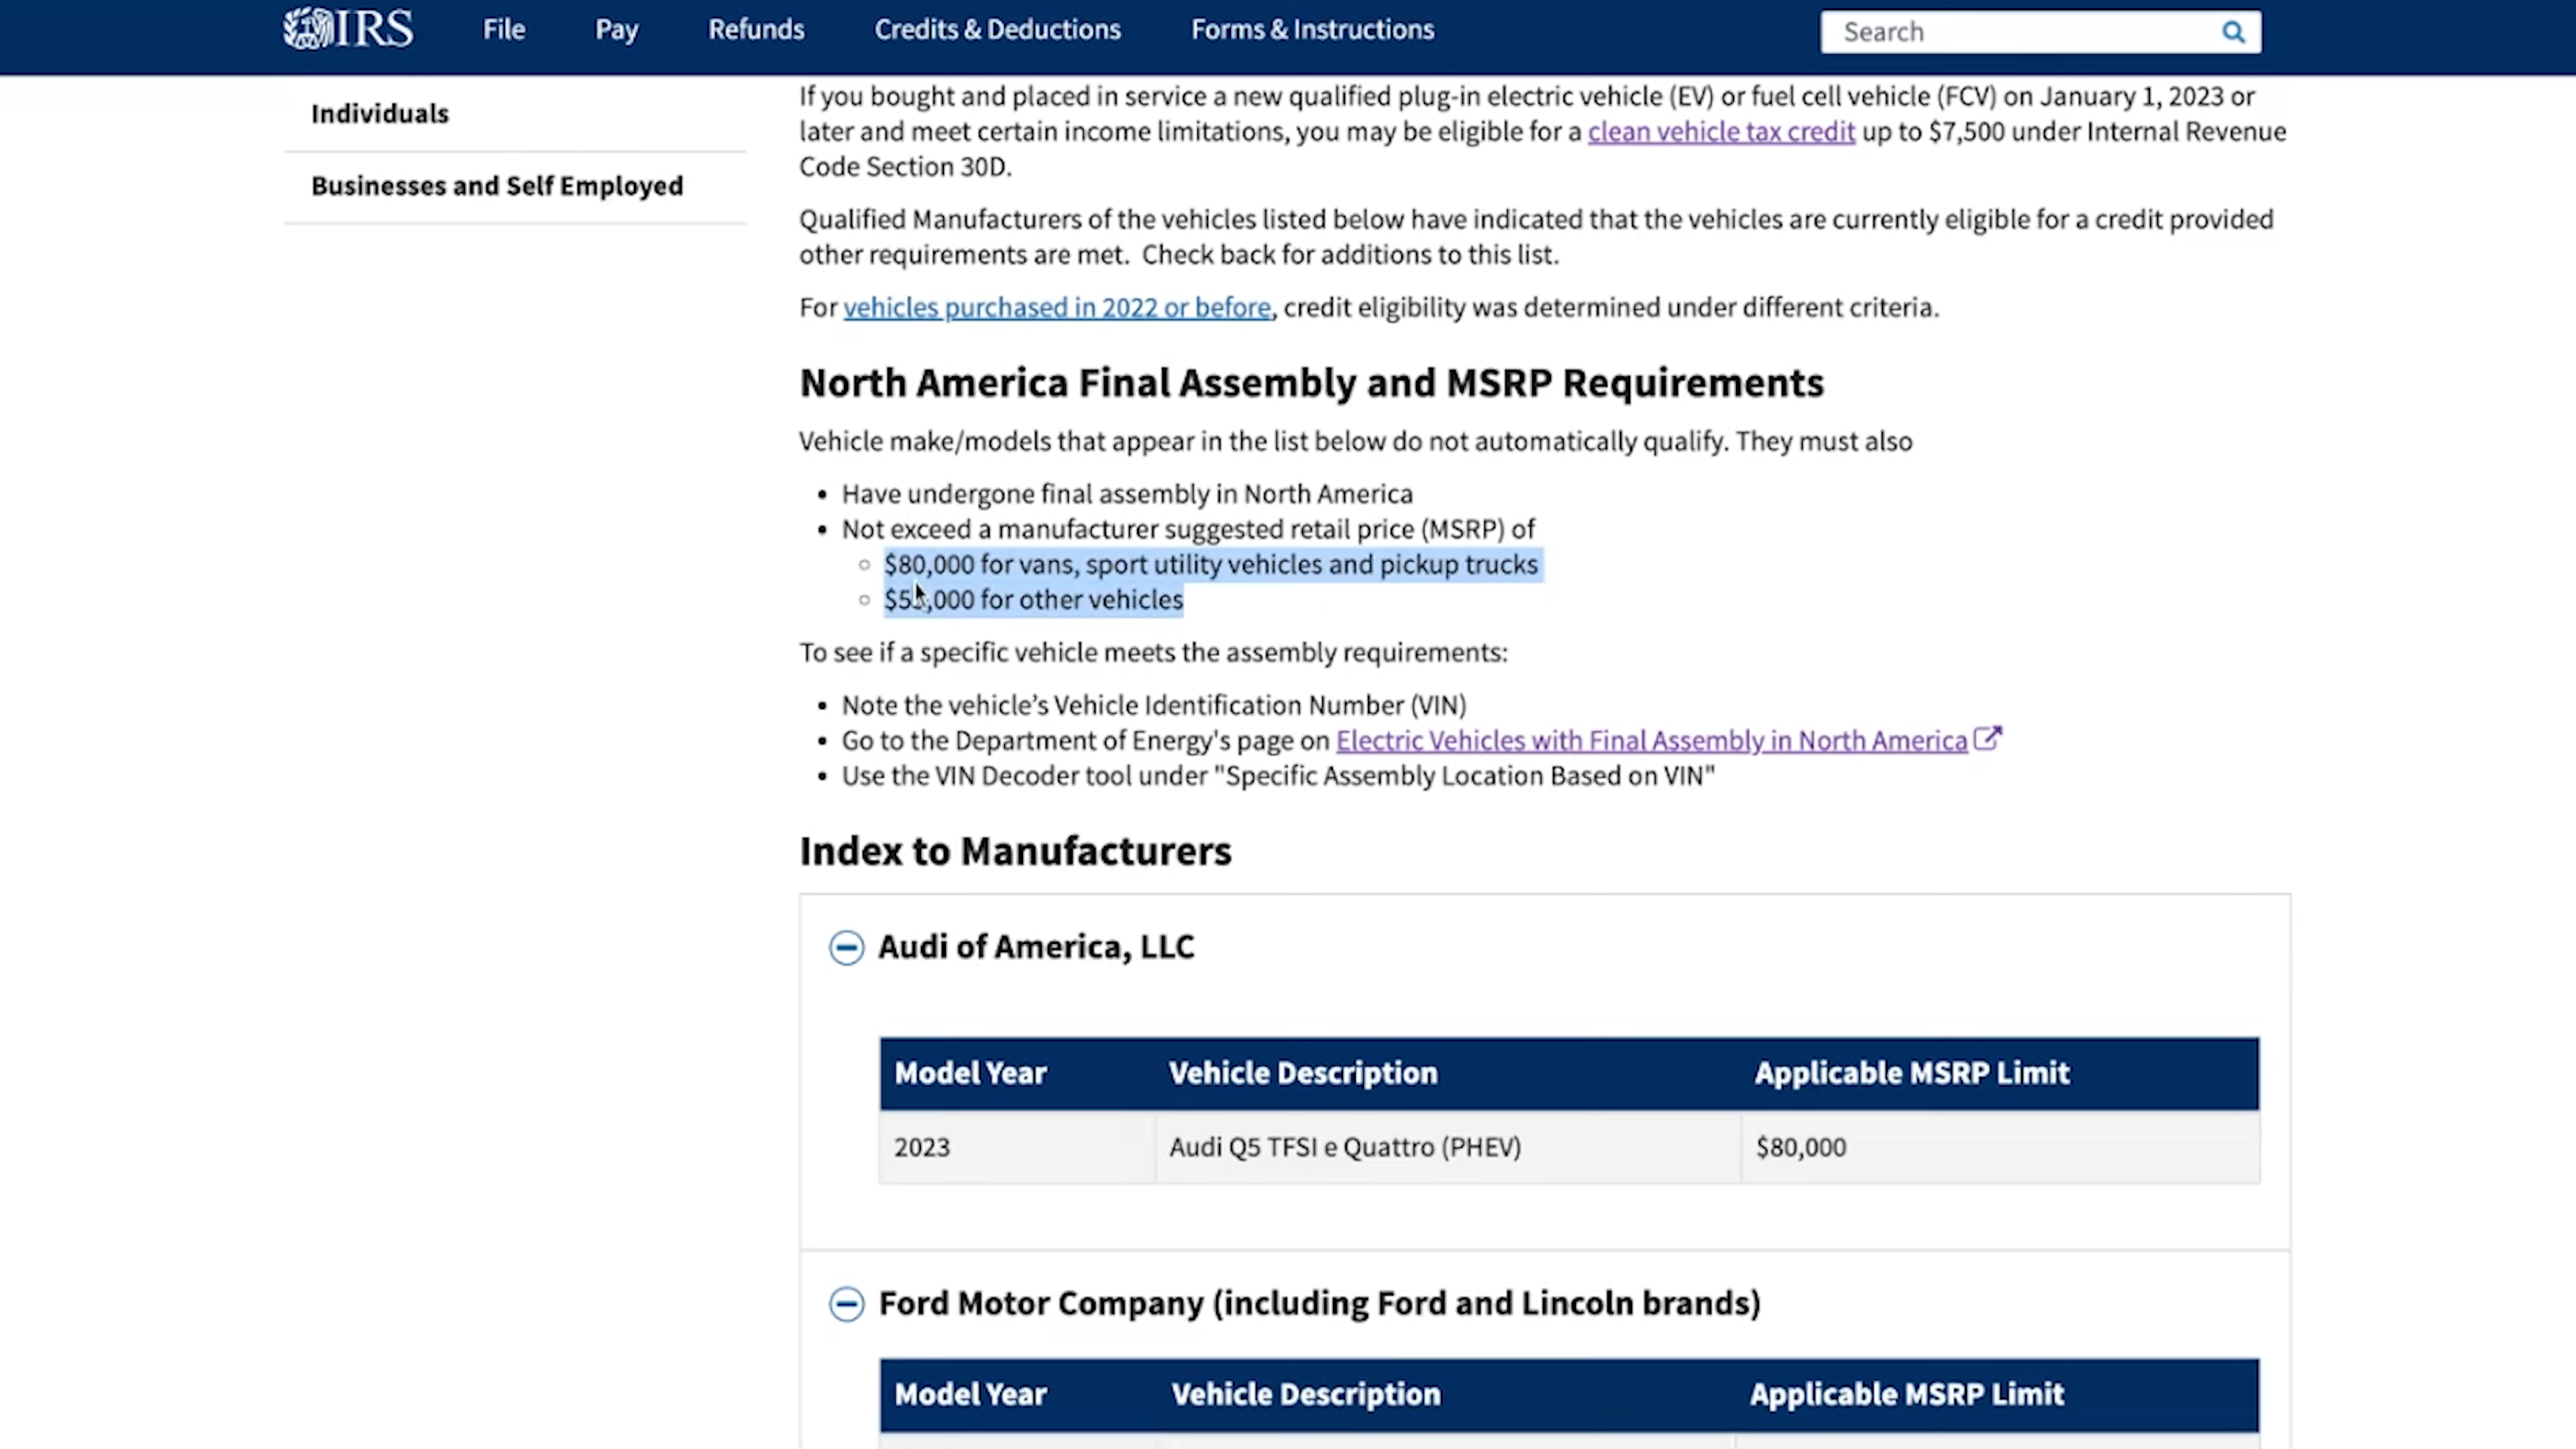 IRS File Pay Refunds Credits & Deductions Forms & Instructions Search
Individuals
Businesses and Self Employed
If you bought and placed in service a new qualified plug-in electric vehicle (EV) or fuel cell vehicle (FCV) on January 1, 2023 or
later and meet certain income limitations, you may be eligible for a clean vehicle tax credit up to $7,500 under Internal Revenue
Code Section 30D.
Qualified Manufacturers of the vehicles listed below have indicated that the vehicles are currently eligible for a credit provided
other requirements are met. Check back for additions to this list.
For vehicles purchased in 2022 or before, credit eligibility was determined under different criteria.
North America Final Assembly and MSRP Requirements
Vehicle make/models that appear in the list below do not automatically qualify. They must also
• Have undergone final assembly in North America
• Not exceed a manufacturer suggested retail price (MSRP) of
○ $80,000 for vans, sport utility vehicles and pickup trucks
○ for other vehicles
To see if a specific vehicle meets the assembly requirements:
• Note the vehicle’s Vehicle Identification Number (VIN)
• Go to the Department of Energy's page on Electric Vehicles with Final Assembly in North America
• Use the VIN Decoder tool under "Specific Assembly Location Based on VIN"
Index to Manufacturers
Audi of America, LLC
Model Year Vehicle Description Applicable MSRP Limit
2023 Audi Q5 TFSI e Quattro (PHEV) $80,000
Ford Motor Company (including Ford and Lincoln brands)
Model Year Vehicle Description Applicable MSRP Limit